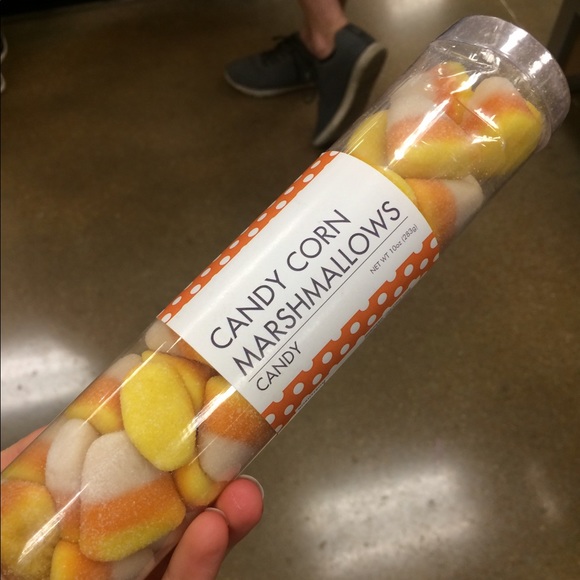 CANDY CORN
MARSHMALLOWS
CANDY
NET WT 10oz (283g)